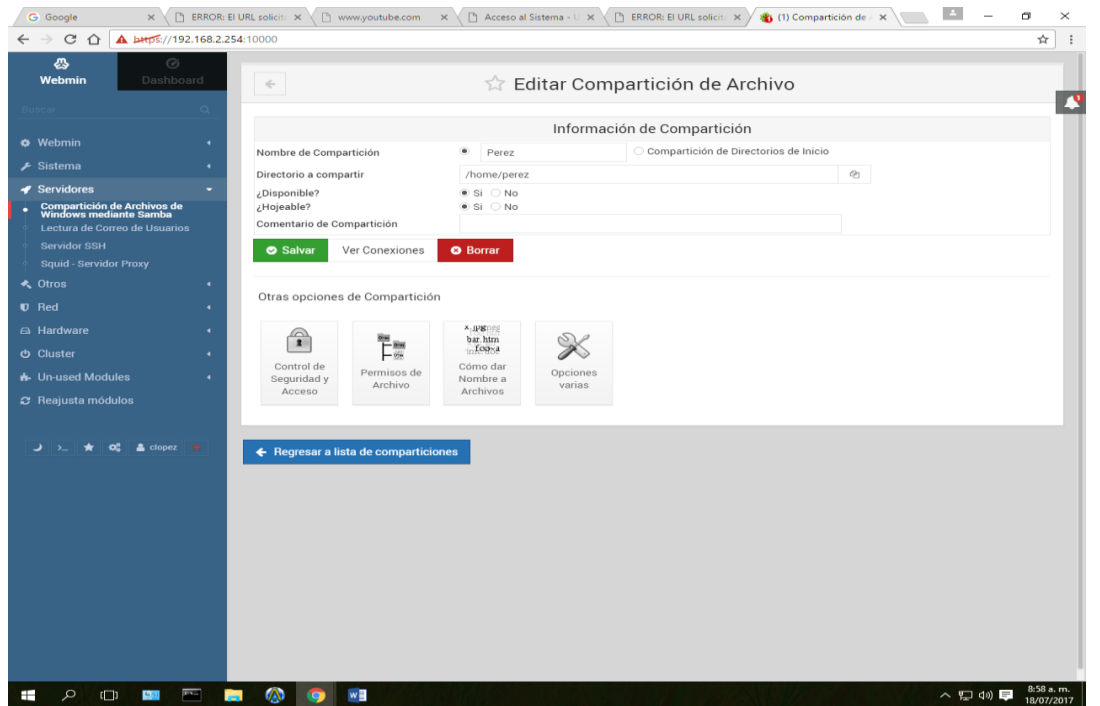 Google
ERROR: El URL solicit
www.youtube.com
Acceso al Sistema - U
ERROR: El URL solicit
(1) Compartición de A
https://192.168.2.254:10000
Webmin
Dashboard
Buscar
Webmin
Sistema
Servidores
Compartición de Archivos de
Windows mediante Samba
Lectura de Correo de Usuarios
Servidor SSH
Squid - Servidor Proxy
Otros
Red
Hardware
Cluster
Un-used Modules
Reajusta módulos
clopez
Editar Compartición de Archivo
1
Información de Compartición
Nombre de Compartición Perez Compartición de Directorios de Inicio
Directorio a compartir /home/perez
¿Disponible? Si No
¿Hojeable? Si No
Comentario de Compartición
Salvar Ver Conexiones Borrar
Otras opciones de Compartición
Control de
Seguridad y
Acceso
Permisos de
Archivo
bar.htm
Cómo dar
Nombre a
Archivos
Opciones
varias
Regresar a lista de comparticiones
8:58 a. m.
18/07/2017